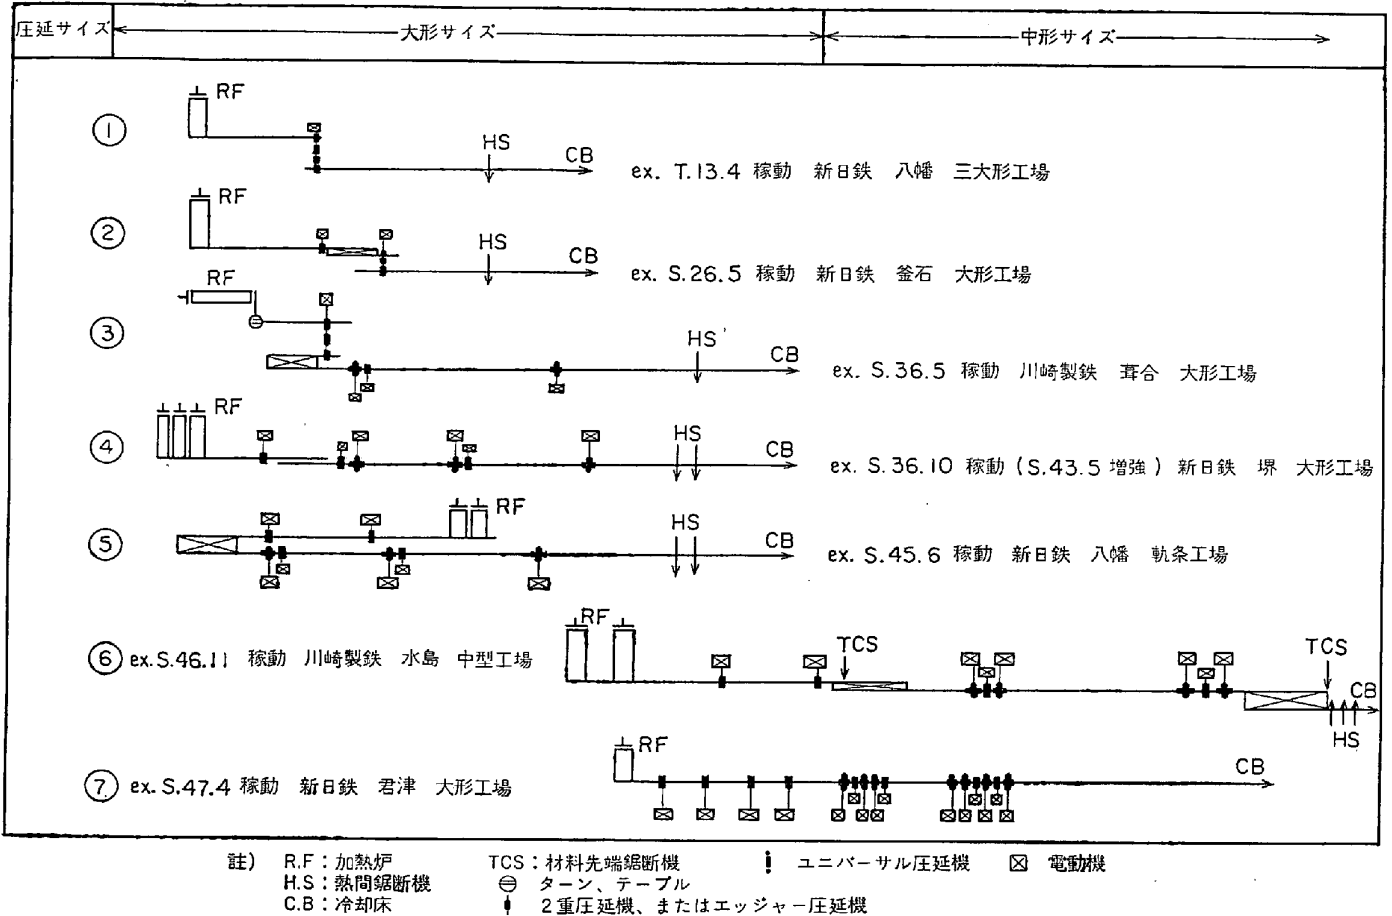 圧延サイズ 大形サイズ 中形サイズ
① RF HS CB ex. T.13.4 稼動 新日鉄 八幡 三大形工場
② RF HS CB ex. S.26.5 稼動 新日鉄 釜石 大形工場
③ RF HS CB ex. S.36.5 稼動 川崎製鉄 葺合 大形工場
④ RF HS CB ex. S.36.10 稼動 (S.43.5 増強) 新日鉄 堺 大形工場
⑤ RF HS CB ex. S.45.6 稼動 新日鉄 八幡 軌条工場
⑥ ex. S.46.11 稼動 川崎製鉄 水島 中型工場 RF TCS TCS CB HS
⑦ ex. S.47.4 稼動 新日鉄 君津 大形工場 RF CB
註) R.F：加熱炉 TCS：材料先端鋸断機 ユニバーサル圧延機 電動機
H.S：熱間鋸断機 ターン、テーブル
C.B：冷却床 2重圧延機、またはエッジャー圧延機